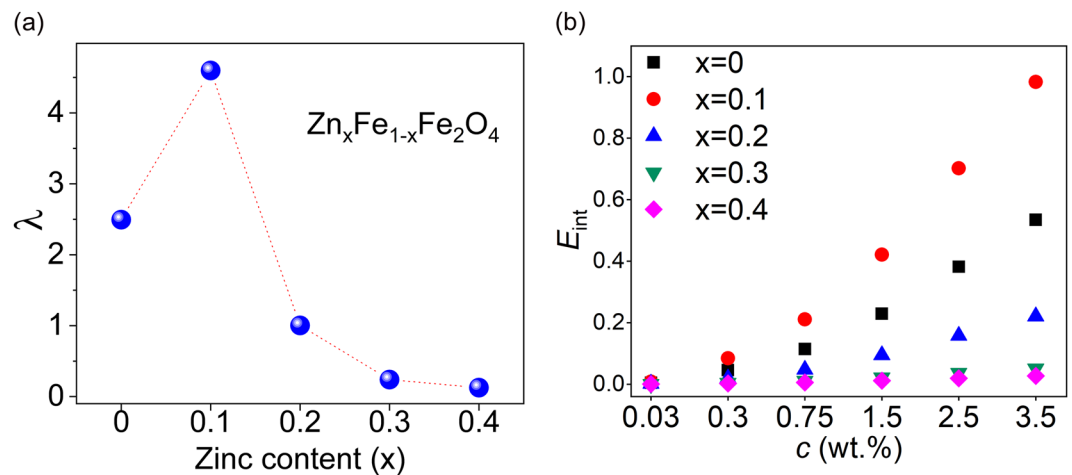 (a)
4
3
2
1
0
λ
ZnₓFe₁₋ₓFe₂O₄
0 0.1 0.2 0.3 0.4
Zinc content (x)
(b)
x=0
x=0.1
x=0.2
x=0.3
x=0.4
1.0
0.8
0.6
0.4
0.2
0.0
E_int
0.03 0.3 0.75 1.5 2.5 3.5
c (wt.%)